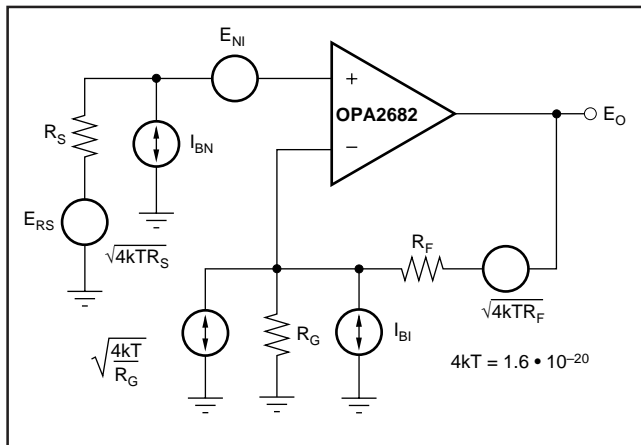 E_NI
+
OPA2682
−
E_O
R_S
I_BN
E_RS
√4kTR_S
R_F
√4kTR_F
√4kT/R_G
R_G
I_BI
4kT = 1.6 • 10^–20